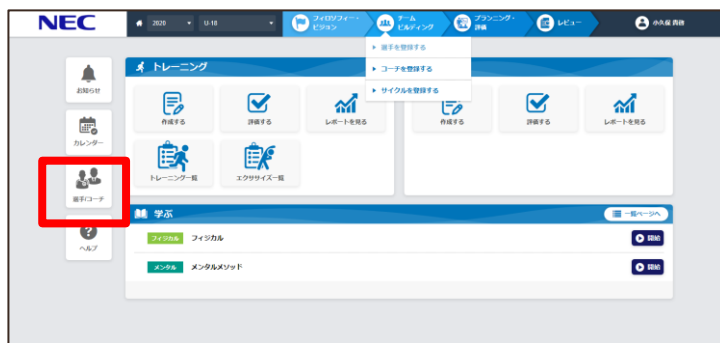 NEC
2020
U-18
フィロソフィー・
ビジョン
チーム
ビルディング
プランニング・
評価
レビュー
選手を登録する
コーチを登録する
サイクルを登録する
お知らせ
カレンダー
選手/コーチ
ヘルプ
トレーニング
作成する
評価する
レポートを見る
トレーニング一覧
エクササイズ一覧
作成する
評価する
レポートを見る
学ぶ
一覧ページへ
フィジカル フィジカル
開始
メンタル メンタルメソッド
開始